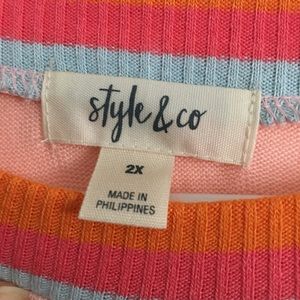 style & co
2X
MADE IN
PHILIPPINES